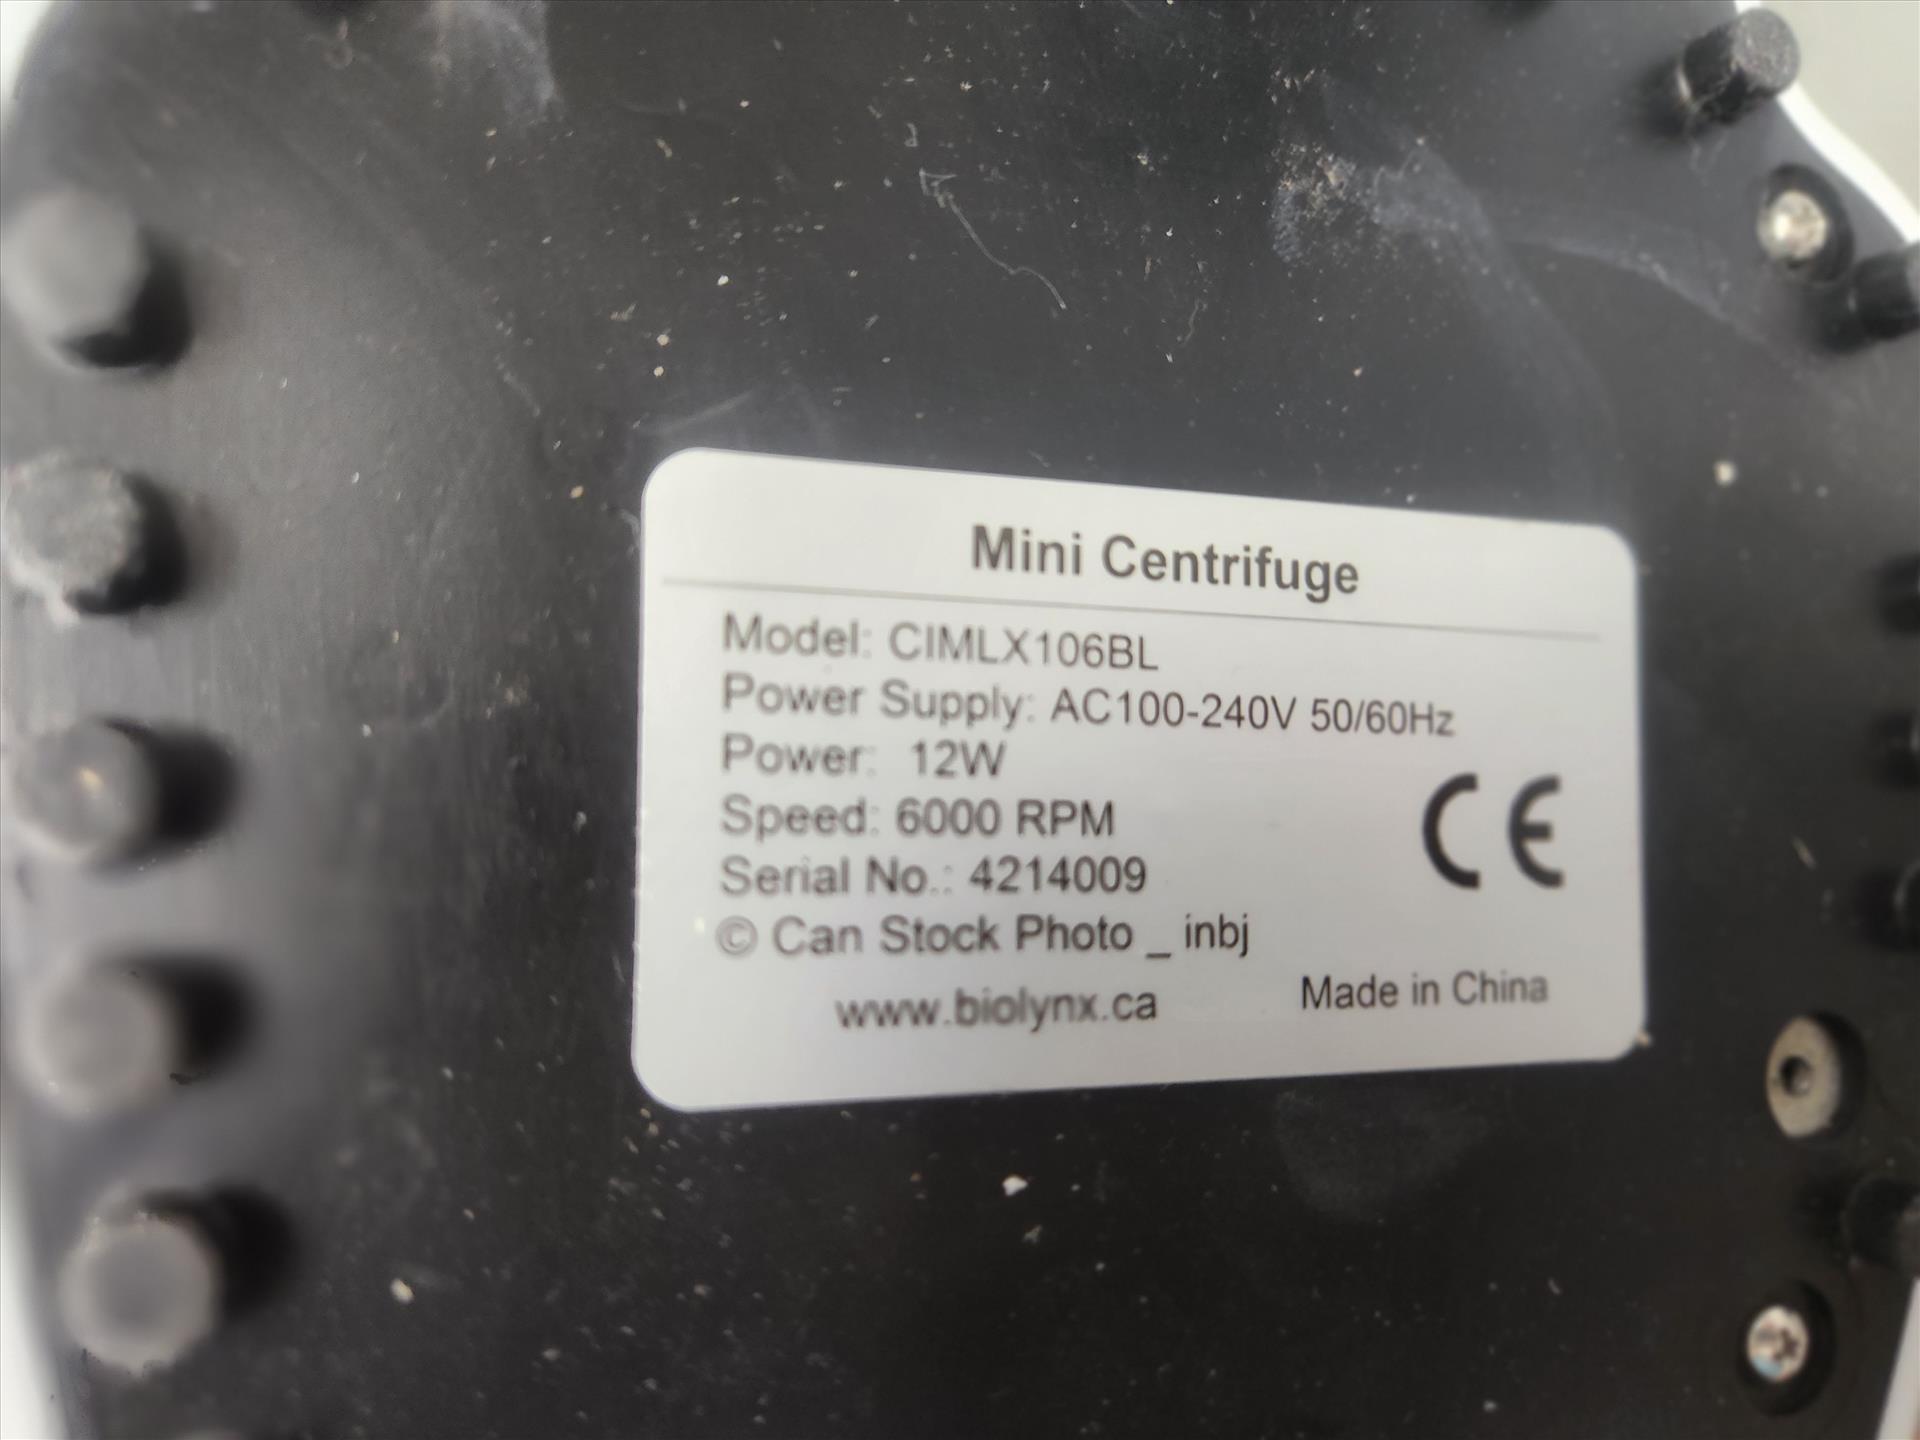 Mini Centrifuge
Model: CIMLX106BL
Power Supply: AC100-240V 50/60Hz
Power: 12W
Speed: 6000 RPM
Serial No.: 4214009
CE
© Can Stock Photo _ inbj
www.biolynx.ca
Made in China